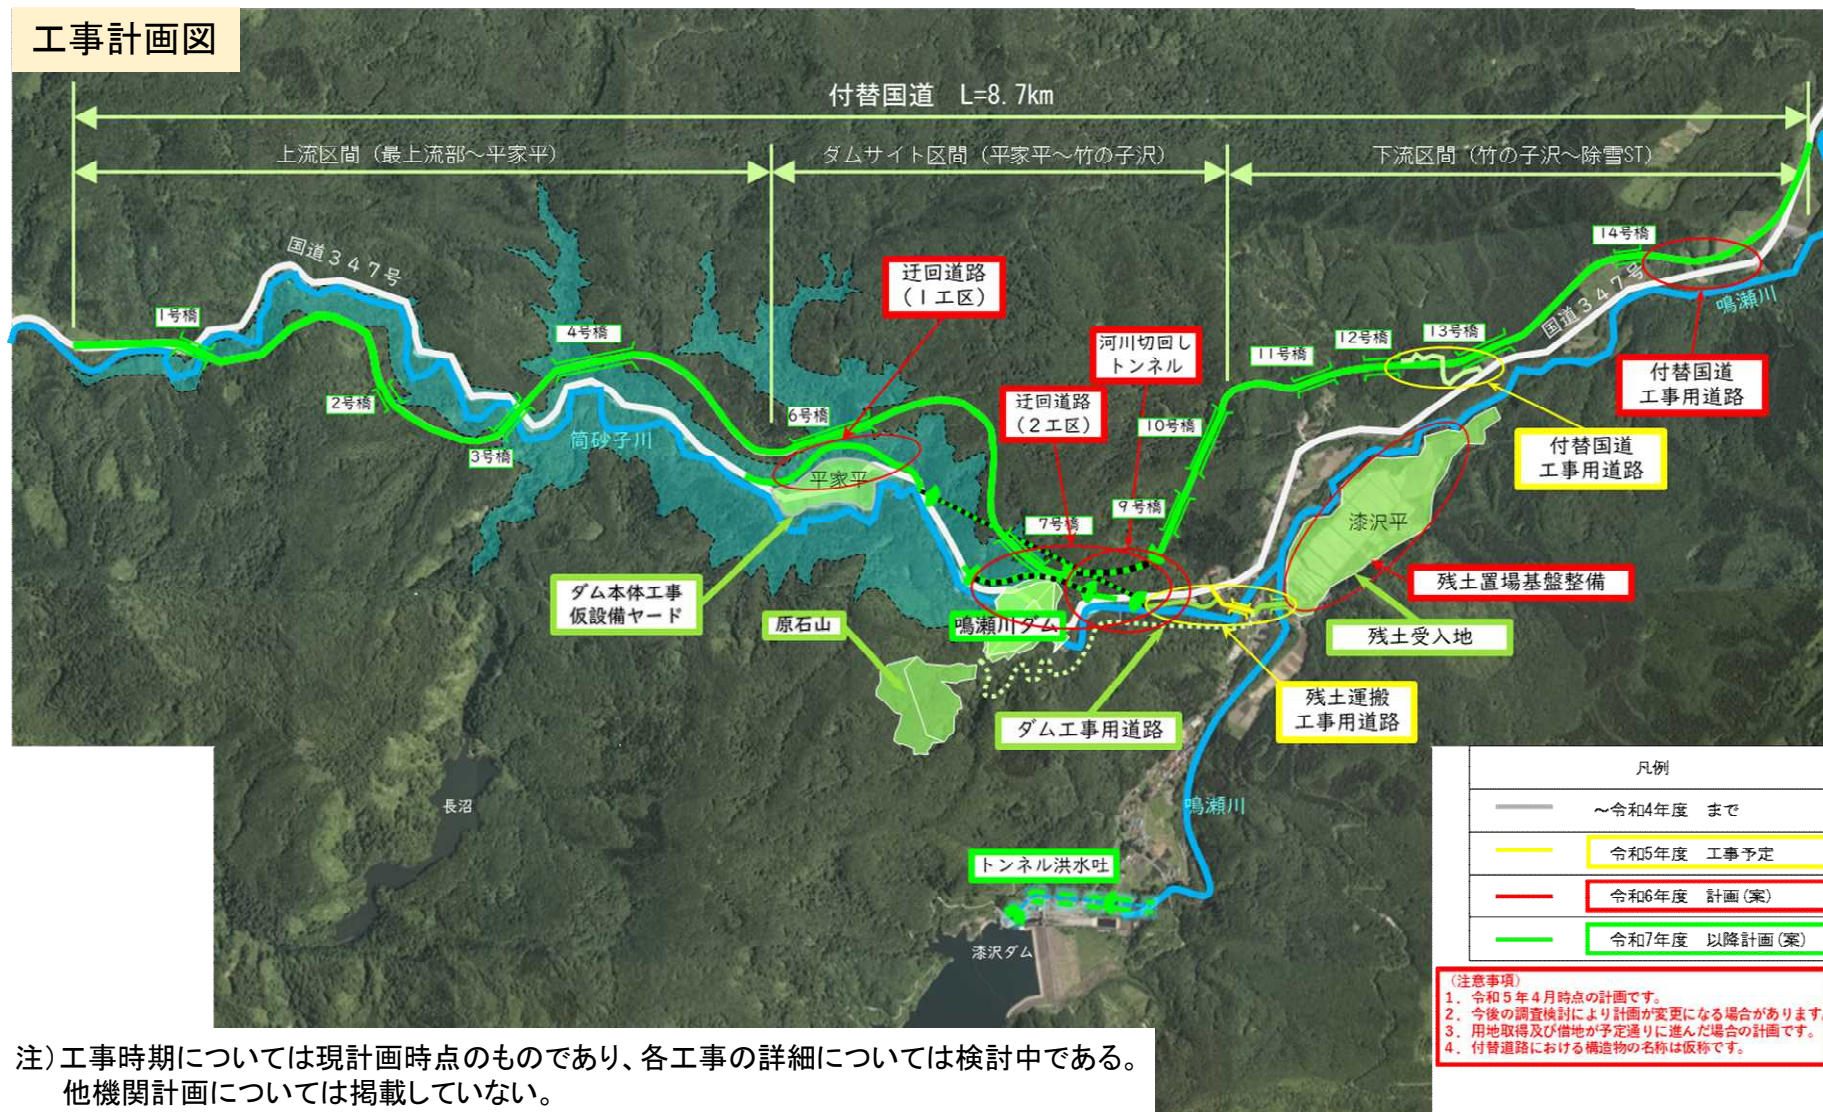 工事計画図
付替国道 L=8.7km
上流区間（最上流部～平家平）
ダムサイト区間（平家平～竹の子沢）
下流区間（竹の子沢～除雪ST）
国道３４７号
1号橋
2号橋
3号橋
4号橋
筒砂子川
6号橋
迂回道路
（１工区）
平家平
河川切回し
トンネル
迂回道路
（２工区）
7号橋
9号橋
10号橋
11号橋
12号橋
13号橋
14号橋
国道３４７号
鳴瀬川
付替国道
工事用道路
付替国道
工事用道路
漆沢平
残土置場基盤整備
残土受入地
ダム本体工事
仮設備ヤード
原石山
鳴瀬川ダム
ダム工事用道路
残土運搬
工事用道路
長沼
鳴瀬川
トンネル洪水吐
漆沢ダム
凡例
～令和4年度 まで
令和5年度 工事予定
令和6年度 計画(案)
令和7年度 以降計画(案)
（注意事項）
1. 令和５年４月時点の計画です。
2. 今後の調査検討により計画が変更になる場合があります。
3. 用地取得及び借地が予定通りに進んだ場合の計画です。
4. 付替道路における構造物の名称は仮称です。
注）工事時期については現計画時点のものであり、各工事の詳細については検討中である。
他機関計画については掲載していない。